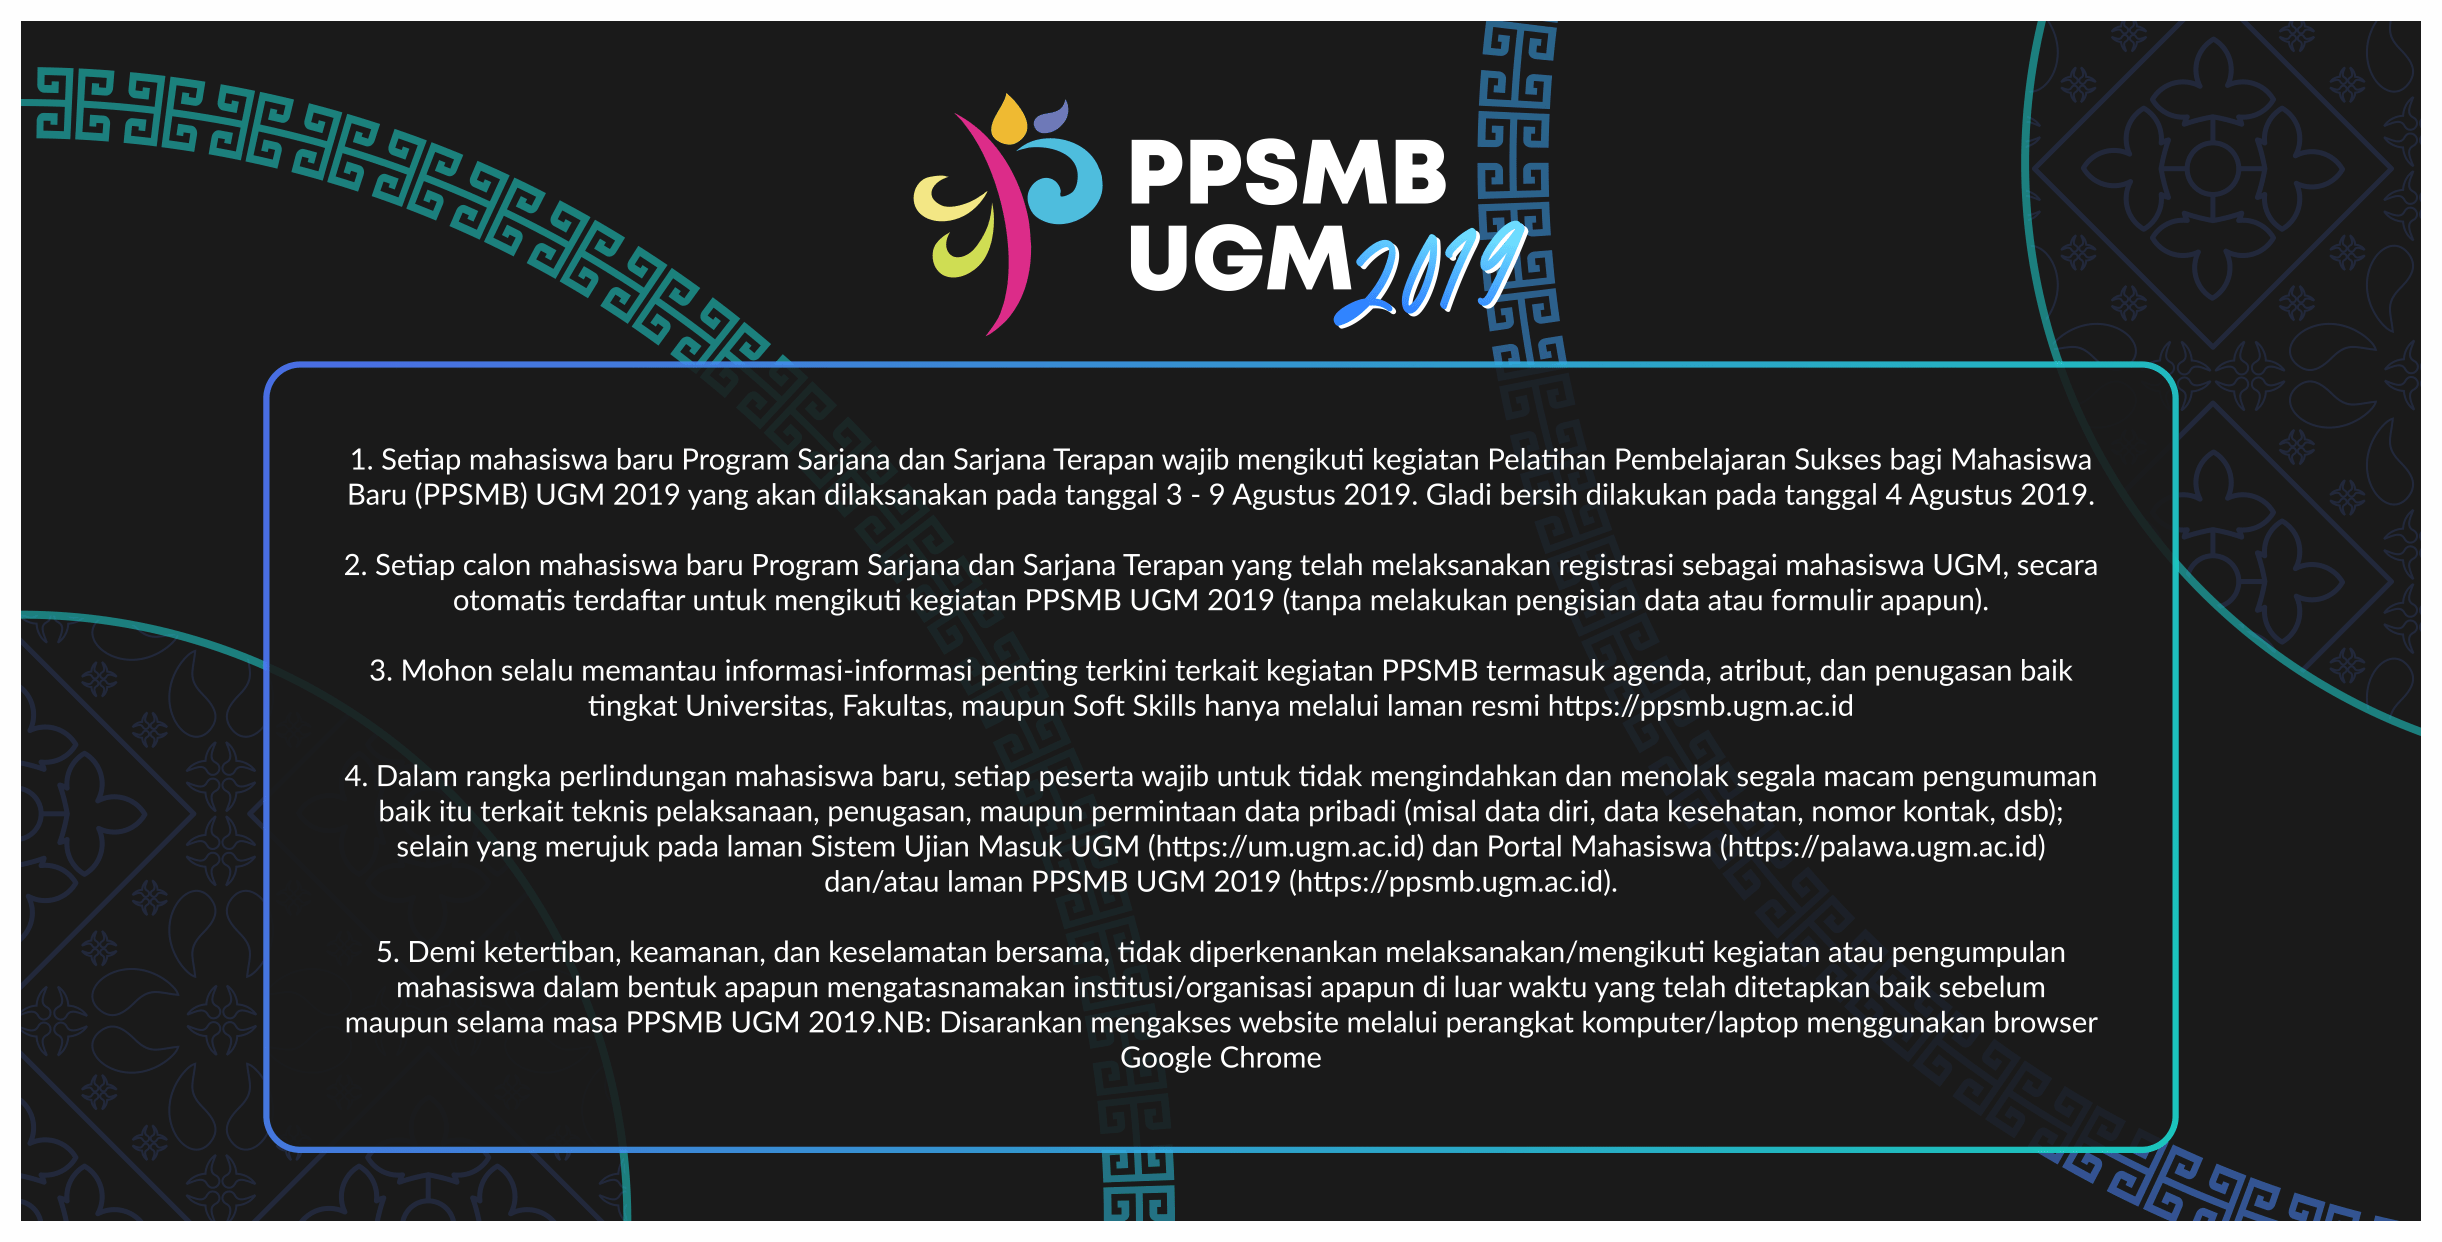 PPSMB
UGM 2019
1. Setiap mahasiswa baru Program Sarjana dan Sarjana Terapan wajib mengikuti kegiatan Pelatihan Pembelajaran Sukses bagi Mahasiswa
Baru (PPSMB) UGM 2019 yang akan dilaksanakan pada tanggal 3 - 9 Agustus 2019. Gladi bersih dilakukan pada tanggal 4 Agustus 2019.
2. Setiap calon mahasiswa baru Program Sarjana dan Sarjana Terapan yang telah melaksanakan registrasi sebagai mahasiswa UGM, secara
otomatis terdaftar untuk mengikuti kegiatan PPSMB UGM 2019 (tanpa melakukan pengisian data atau formulir apapun).
3. Mohon selalu memantau informasi-informasi penting terkini terkait kegiatan PPSMB termasuk agenda, atribut, dan penugasan baik
tingkat Universitas, Fakultas, maupun Soft Skills hanya melalui laman resmi https://ppsmb.ugm.ac.id
4. Dalam rangka perlindungan mahasiswa baru, setiap peserta wajib untuk tidak mengindahkan dan menolak segala macam pengumuman
baik itu terkait teknis pelaksanaan, penugasan, maupun permintaan data pribadi (misal data diri, data kesehatan, nomor kontak, dsb);
selain yang merujuk pada laman Sistem Ujian Masuk UGM (https://um.ugm.ac.id) dan Portal Mahasiswa (https://palawa.ugm.ac.id)
dan/atau laman PPSMB UGM 2019 (https://ppsmb.ugm.ac.id).
5. Demi ketertiban, keamanan, dan keselamatan bersama, tidak diperkenankan melaksanakan/mengikuti kegiatan atau pengumpulan
mahasiswa dalam bentuk apapun mengatasnamakan institusi/organisasi apapun di luar waktu yang telah ditetapkan baik sebelum
maupun selama masa PPSMB UGM 2019.NB: Disarankan mengakses website melalui perangkat komputer/laptop menggunakan browser
Google Chrome